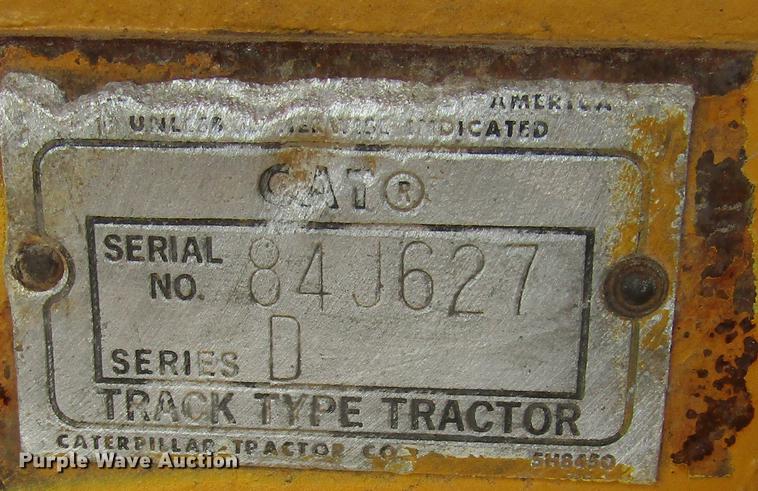 AMERICA
UNLESS OTHERWISE INDICATED
CAT®
SERIAL NO. 84J627
SERIES D
TRACK TYPE TRACTOR
CATERPILLAR TRACTOR CO.
5H8450
Purple Wave Auction